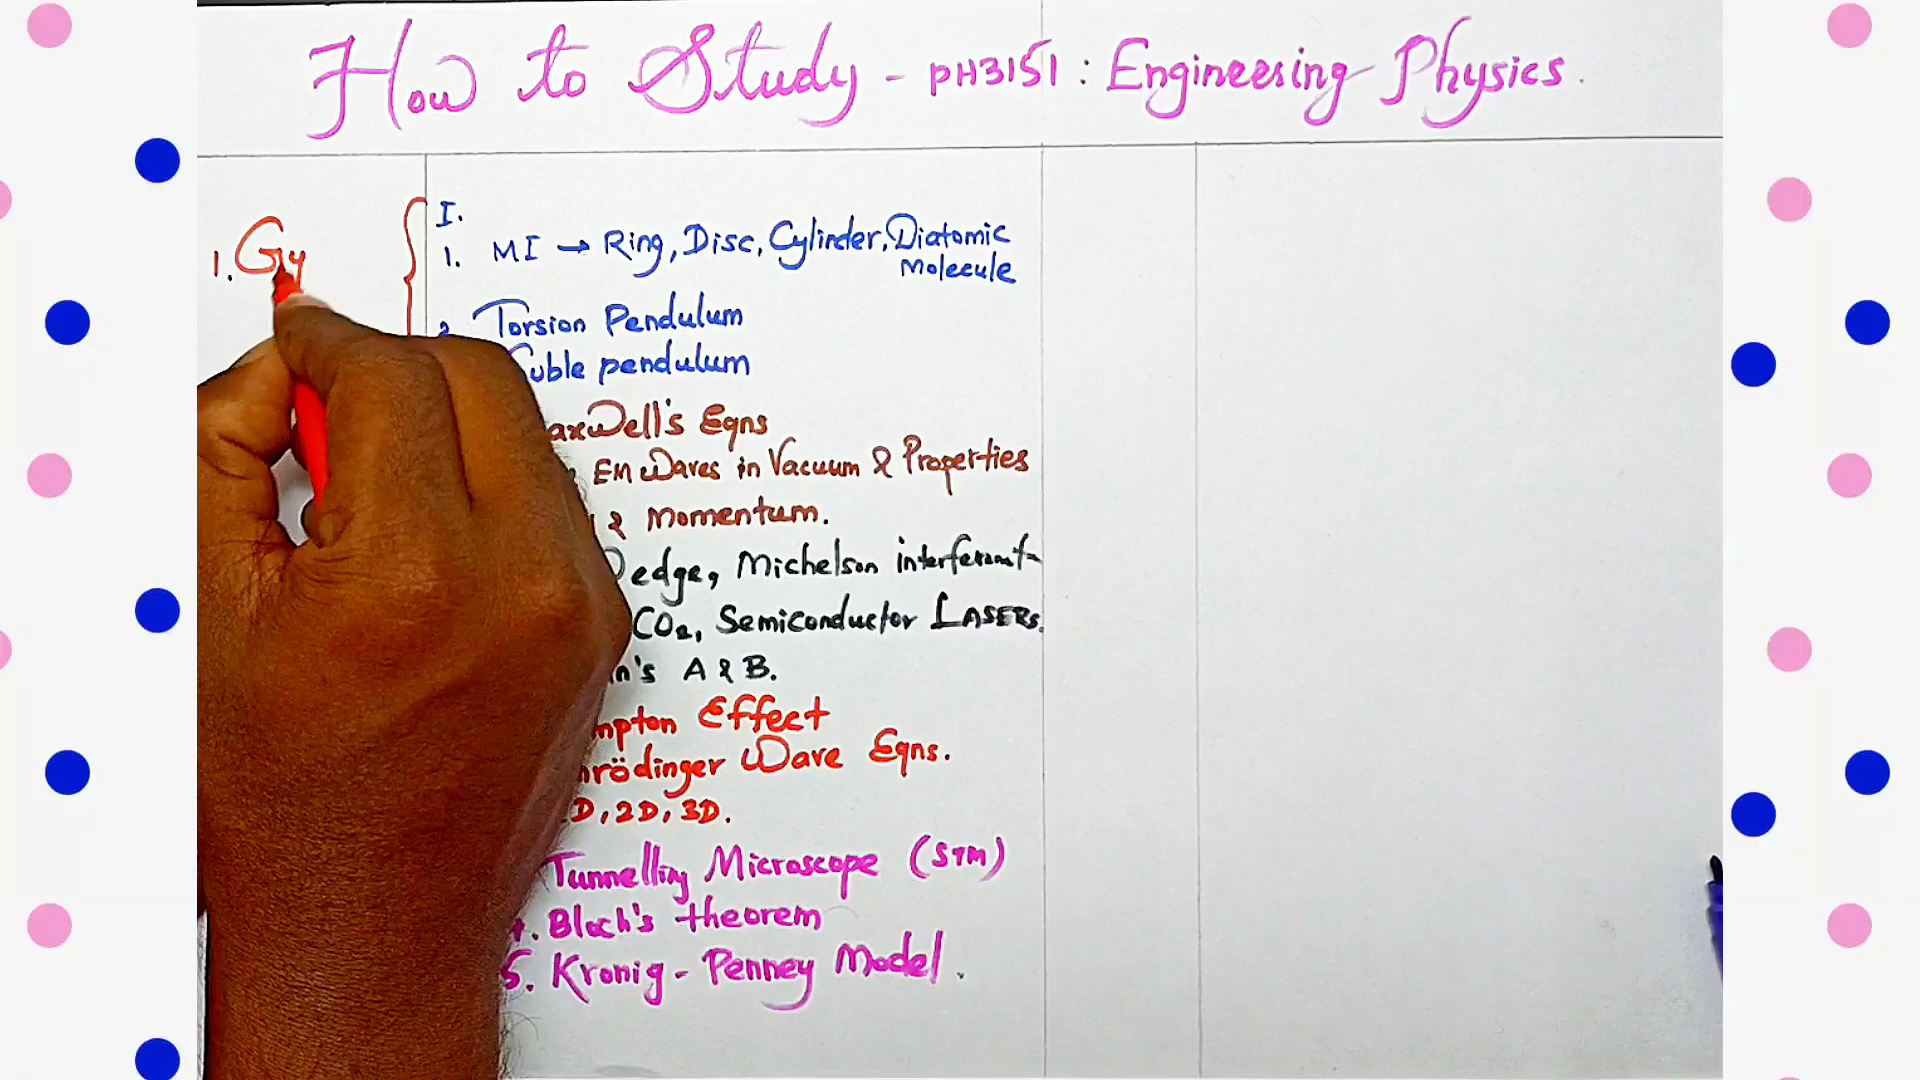 How to Study - PH3151 : Engineering Physics.
1. Gy
I.
1. MI → Ring, Disc, Cylinder, Diatomic
Molecule
2. Torsion Pendulum
uble pendulum
axwell's Eqns
EM waves in Vacuum & Properties
& Momentum.
edge, Michelson
CO2, Semiconductor LASERs.
n's A & B.
mpton Effect
hrödinger Wave Eqns.
D, 2D, 3D.
Tunnelling Microscope (STM)
4. Bloch's theorem
5. Kronig - Penney Model.